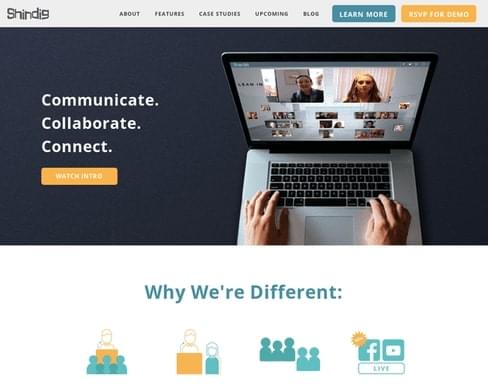 Shindig
ABOUT FEATURES CASE STUDIES UPCOMING BLOG LEARN MORE RSVP FOR DEMO
LEAN IN
Communicate.
Collaborate.
Connect.
WATCH INTRO
Why We're Different:
LIVE